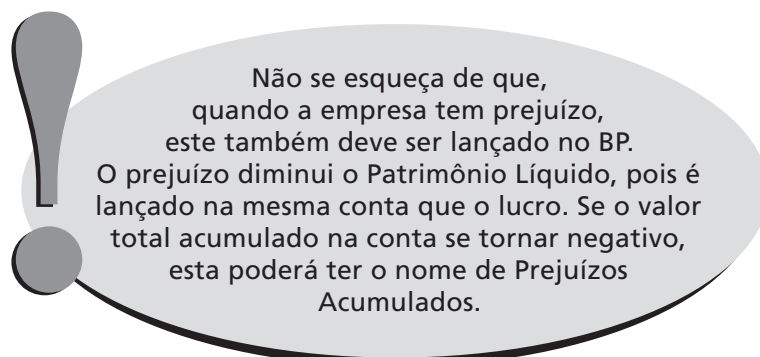 Não se esqueça de que,
quando a empresa tem prejuízo,
este também deve ser lançado no BP.
O prejuízo diminui o Patrimônio Líquido, pois é
lançado na mesma conta que o lucro. Se o valor
total acumulado na conta se tornar negativo,
esta poderá ter o nome de Prejuízos
Acumulados.